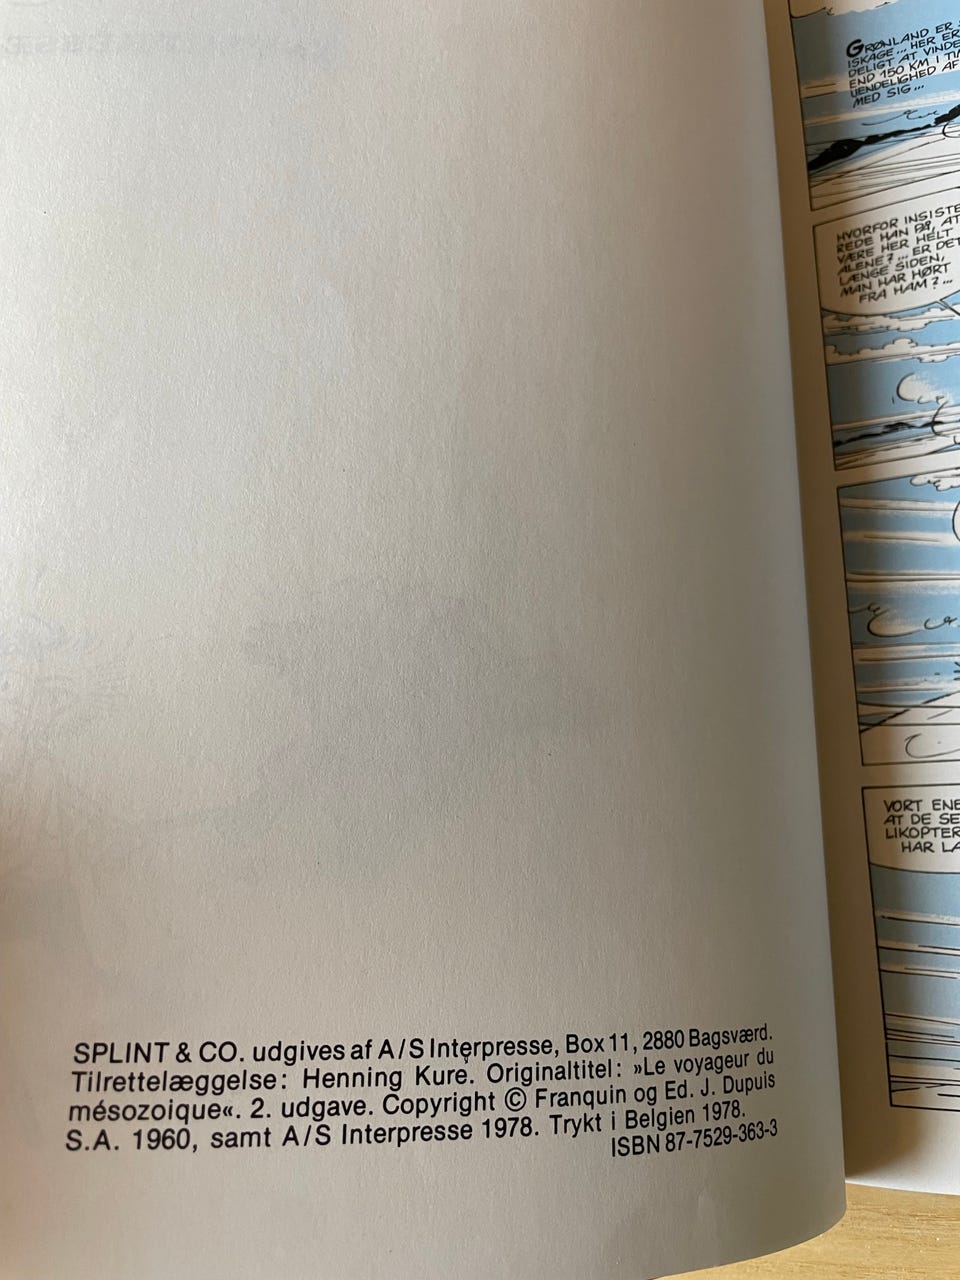 SPLINT & CO. udgives af A/S Interpresse, Box 11, 2880 Bagsværd.
Tilrettelæggelse: Henning Kure. Originaltitel: »Le voyageur du
mésozoique«. 2. udgave. Copyright © Franquin og Ed. J. Dupuis
S.A. 1960, samt A/S Interpresse 1978. Trykt i Belgien 1978.
ISBN 87-7529-363-3
GRØNLAND ER
ISKAGE... HER ER
DELIGT AT VINDE
END 150 KM I
UENDELIGHED AF
MED SIG...
HVORFOR INSISTE
REDE HAN PÅ, AT
VÆRE HER HELT
ALENE?... ER DET
LÆNGE SIDEN,
MAN HAR HØRT
FRA HAM?...
VORT ENE
AT DE SE
LIKOPTER
HAR LA